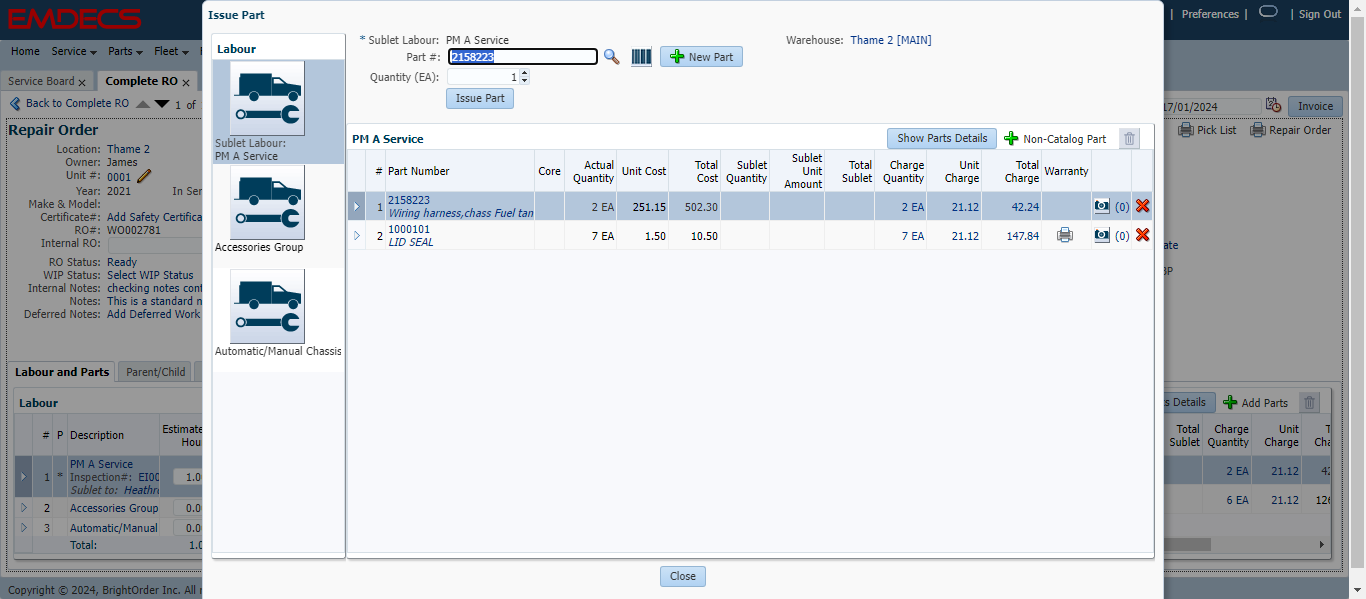 EMDECS
| Preferences | | Sign Out
Home Service Parts Fleet
Service Board x Complete RO x
Back to Complete RO 1 of
17/01/2024 Invoice
Pick List Repair Order
Repair Order
Location: Thame 2
Owner: James
Unit #: 0001
Year: 2021 In Ser
Make & Model:
Certificate#: Add Safety Certifica
RO#: WO002781
Internal RO:
RO Status: Ready
WIP Status: Select WIP Status
Internal Notes: checking notes cont
Notes: This is a standard n
Deferred Notes: Add Deferred Work
Labour and Parts Parent/Child
Labour
# P Description Estimate Hou
1 * PM A Service
Inspection#: EI00
Sublet to: Heathr
1.0
2 Accessories Group 0.0
3 Automatic/Manual 0.0
Total: 1.0
Copyright © 2024, BrightOrder Inc. All r
Issue Part
Labour
Sublet Labour:
PM A Service
Accessories Group
Automatic/Manual Chassis
* Sublet Labour: PM A Service
Warehouse: Thame 2 [MAIN]
Part #: 2158223 New Part
Quantity (EA): 1
Issue Part
PM A Service
Show Parts Details Non-Catalog Part
# Part Number Core Actual Quantity Unit Cost Total Cost Sublet Quantity Sublet Unit Amount Total Sublet Charge Quantity Unit Charge Total Charge Warranty
1 2158223 2 EA 251.15 502.30 2 EA 21.12 42.24 (0)
Wiring harness,chass Fuel tan
2 1000101 7 EA 1.50 10.50 7 EA 21.12 147.84 (0)
LID SEAL
Close
ate
BP
s Details Add Parts
Total Sublet Charge Quantity Unit Charge T Cha
2 EA 21.12 42
6 EA 21.12 126